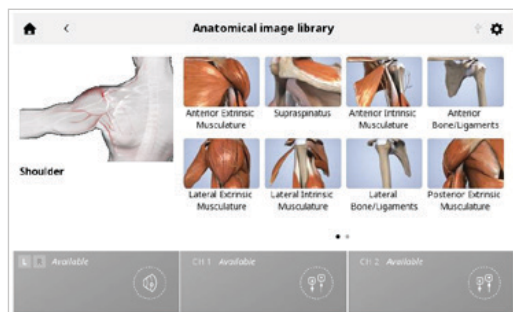 Anatomical image library
Anterior Extrinsic
Musculature
Supraspinatus
Anterior Intrinsic
Musculature
Anterior
Bone/Ligaments
Shoulder
Lateral Extrinsic
Musculature
Lateral Intrinsic
Musculature
Lateral
Bone/Ligaments
Posterior Extrinsic
Musculature
L R Available
CH 1 Available
CH 2 Available